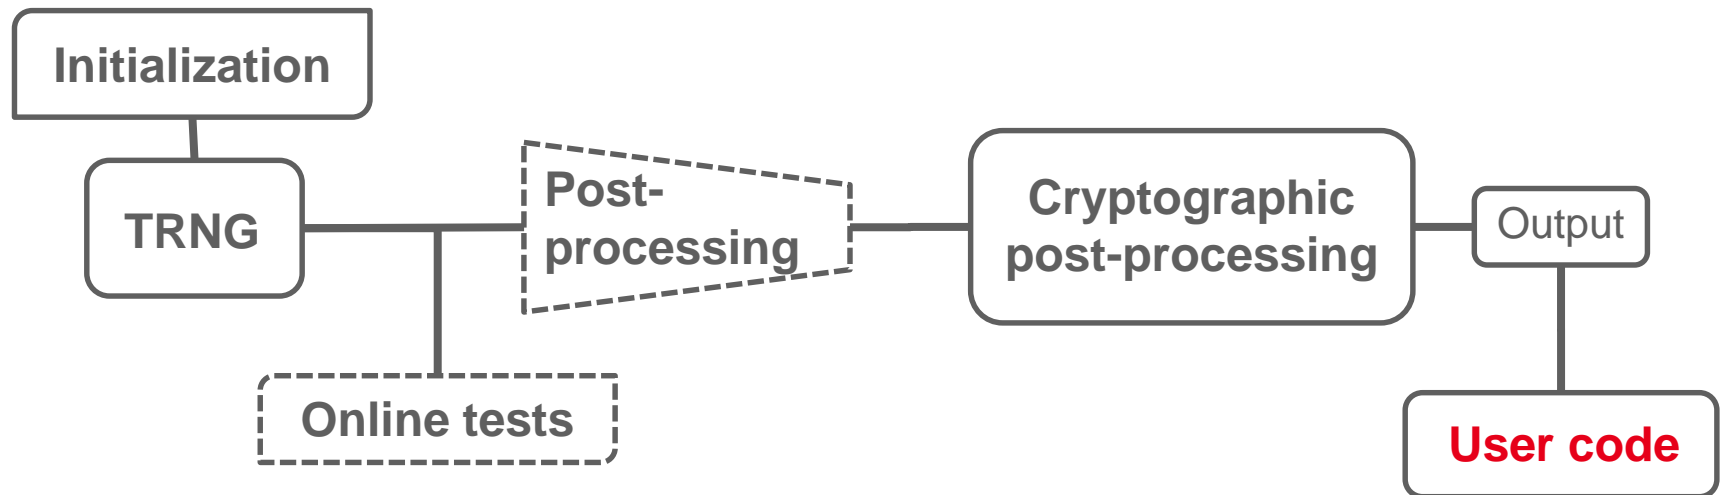 Initialization
TRNG
Post-
processing
Online tests
Cryptographic
post-processing
Output
User code